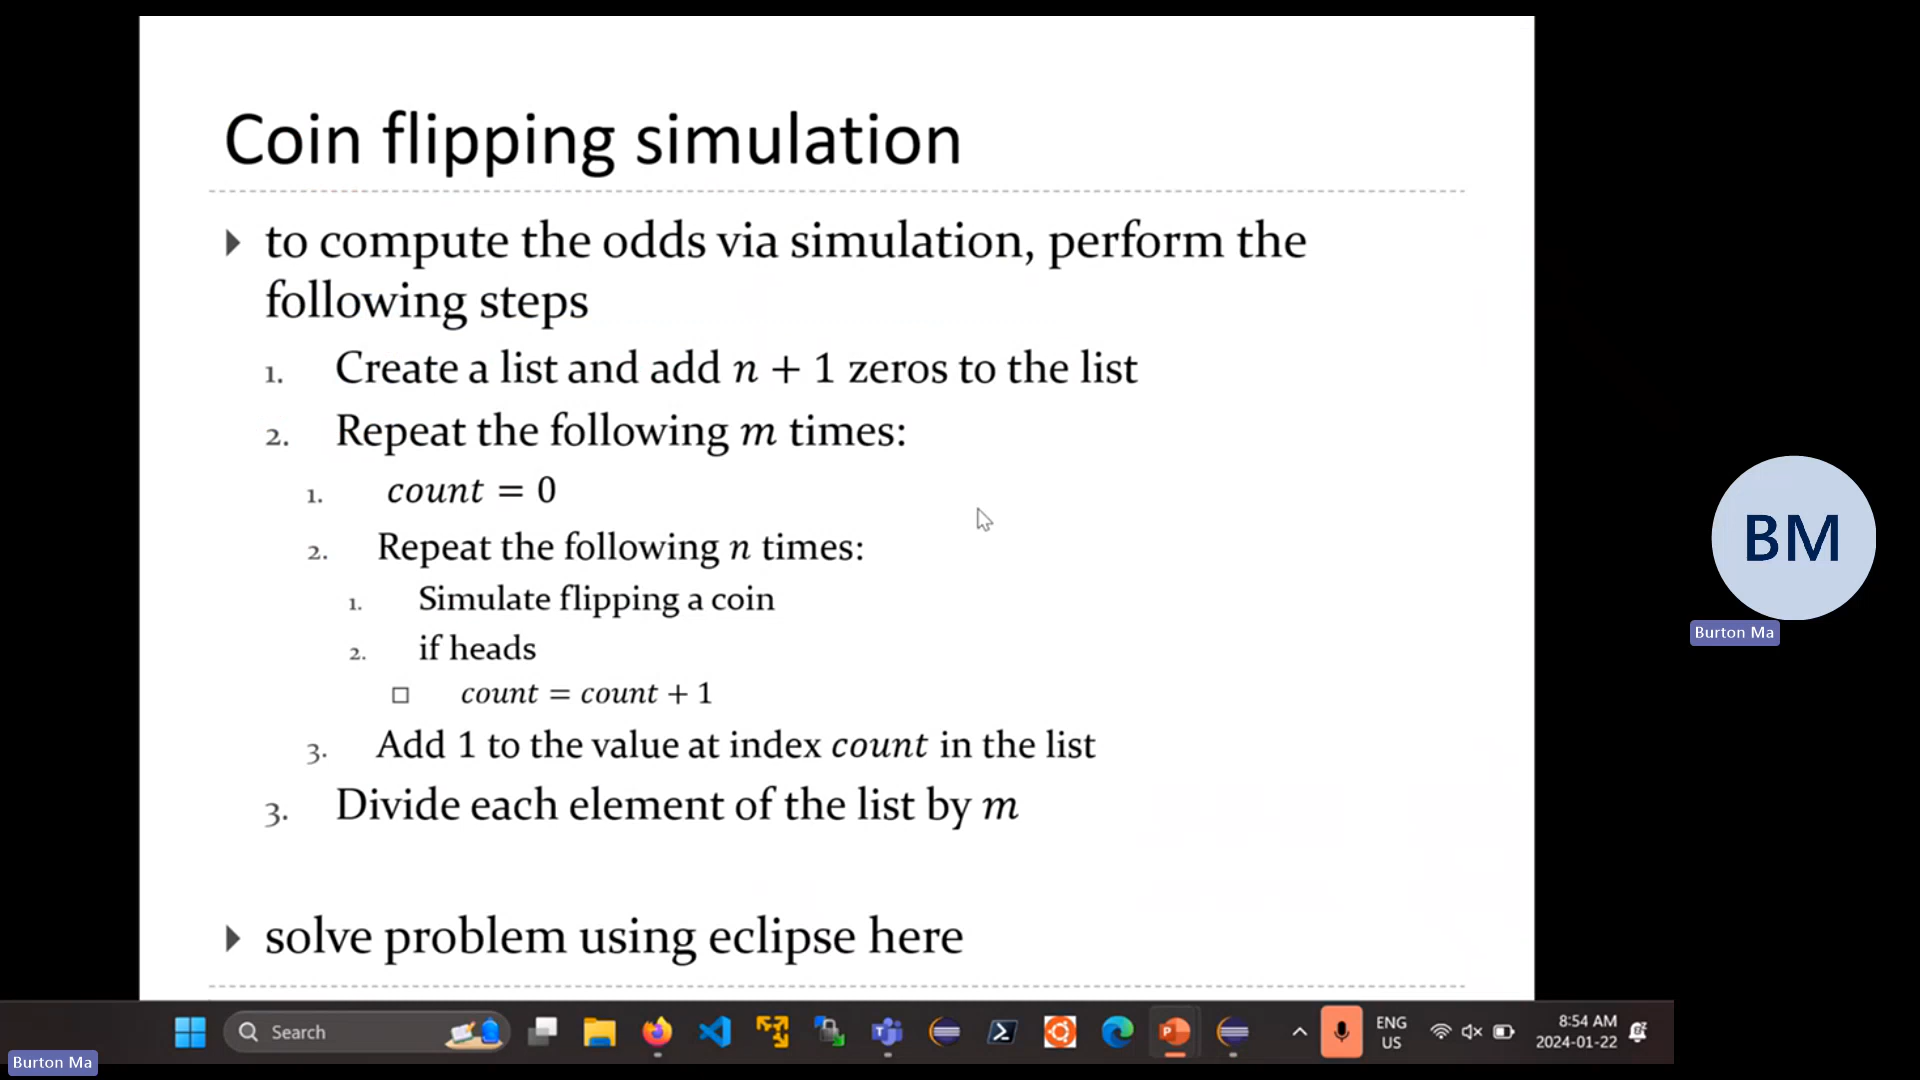 Coin flipping simulation
to compute the odds via simulation, perform the
following steps
1. Create a list and add n + 1 zeros to the list
2. Repeat the following m times:
1. count = 0
2. Repeat the following n times:
1. Simulate flipping a coin
2. if heads
count = count + 1
3. Add 1 to the value at index count in the list
3. Divide each element of the list by m
solve problem using eclipse here
BM
Burton Ma
Search
ENG
US
8:54 AM
2024-01-22
Burton Ma